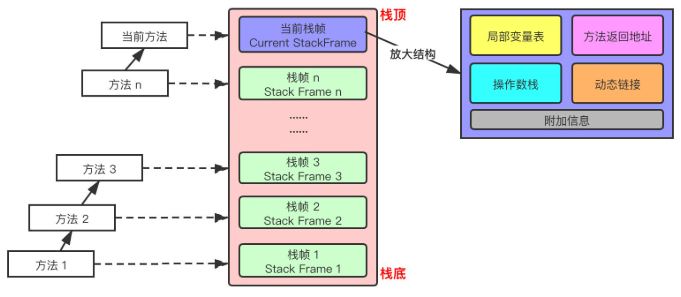 栈顶
当前方法
当前栈帧
Current StackFrame
放大结构
局部变量表
方法返回地址
操作数栈
动态链接
附加信息
方法 n
栈帧 n
Stack Frame n
......
......
方法 3
栈帧 3
Stack Frame 3
方法 2
栈帧 2
Stack Frame 2
方法 1
栈帧 1
Stack Frame 1
栈底